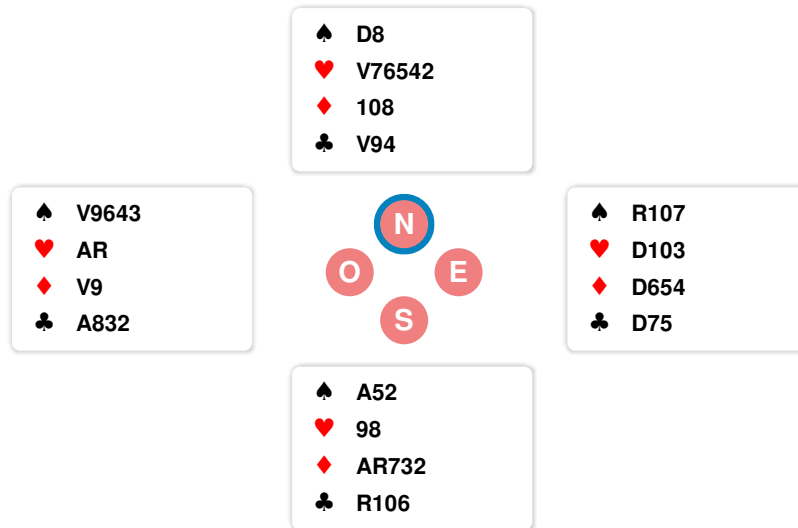 ♠ D8
♥ V76542
♦ 108
♣ V94
♠ V9643
♥ AR
♦ V9
♣ A832
N
O E
S
♠ R107
♥ D103
♦ D654
♣ D75
♠ A52
♥ 98
♦ AR732
♣ R106